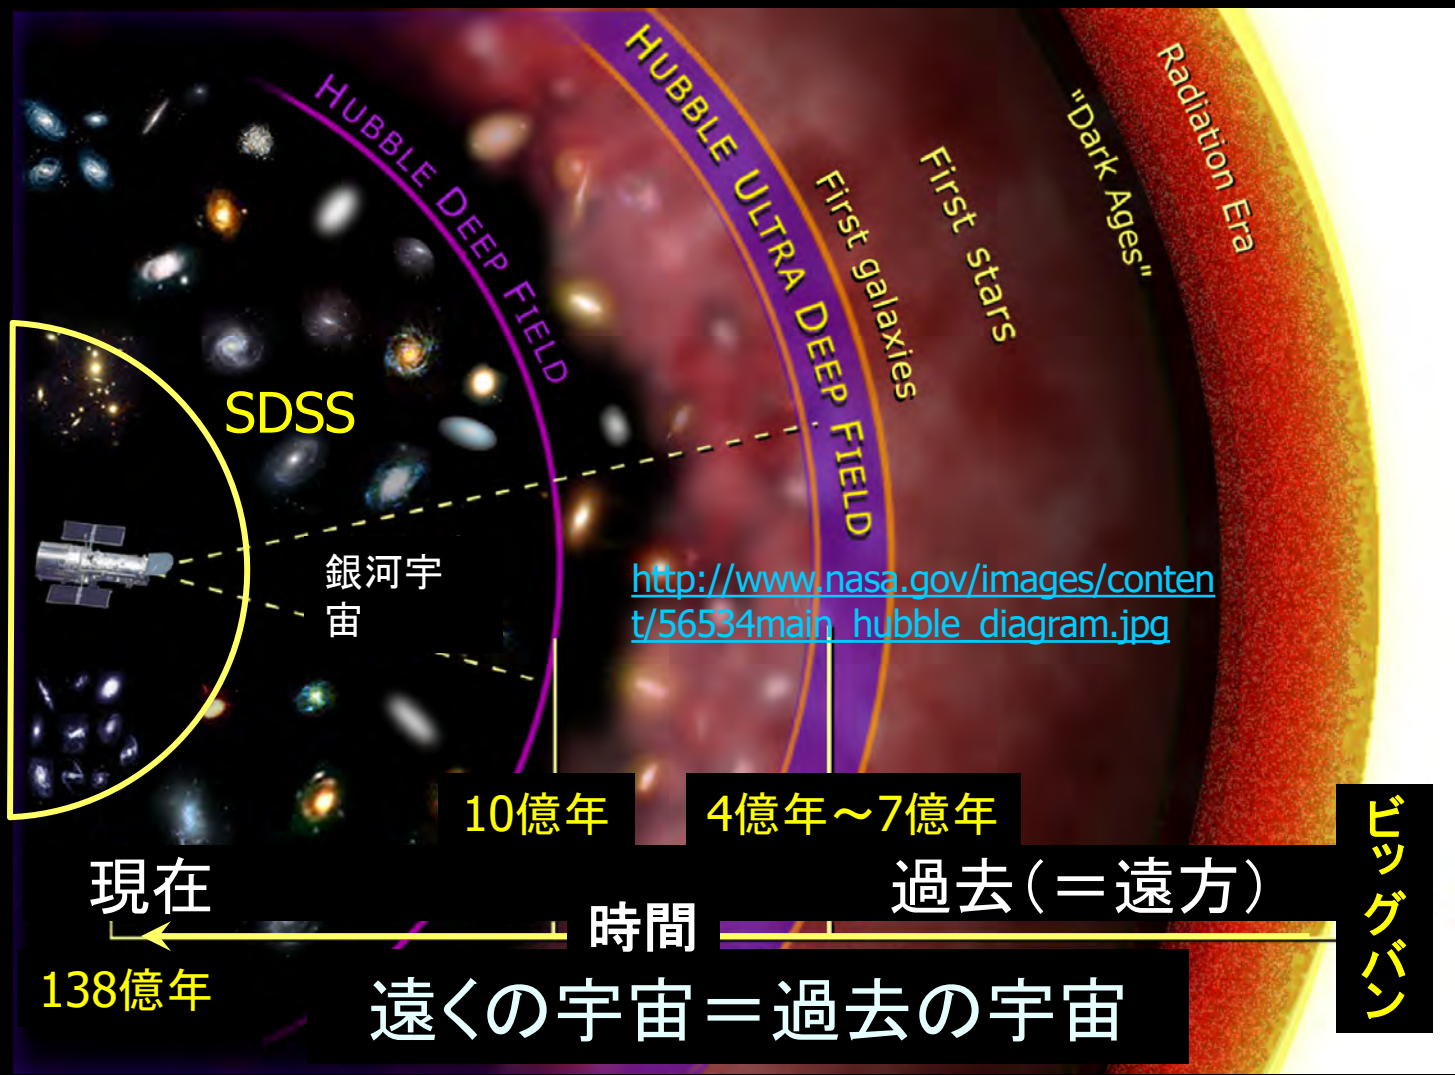 HUBBLE DEEP FIELD
HUBBLE ULTRA DEEP FIELD
First galaxies
First stars
"Dark Ages"
Radiation Era
SDSS
銀河宇
宙
http://www.nasa.gov/images/conten
t/56534main_hubble_diagram.jpg
10億年
4億年～7億年
ビッグバン
現在
過去(＝遠方)
時間
138億年
遠くの宇宙＝過去の宇宙